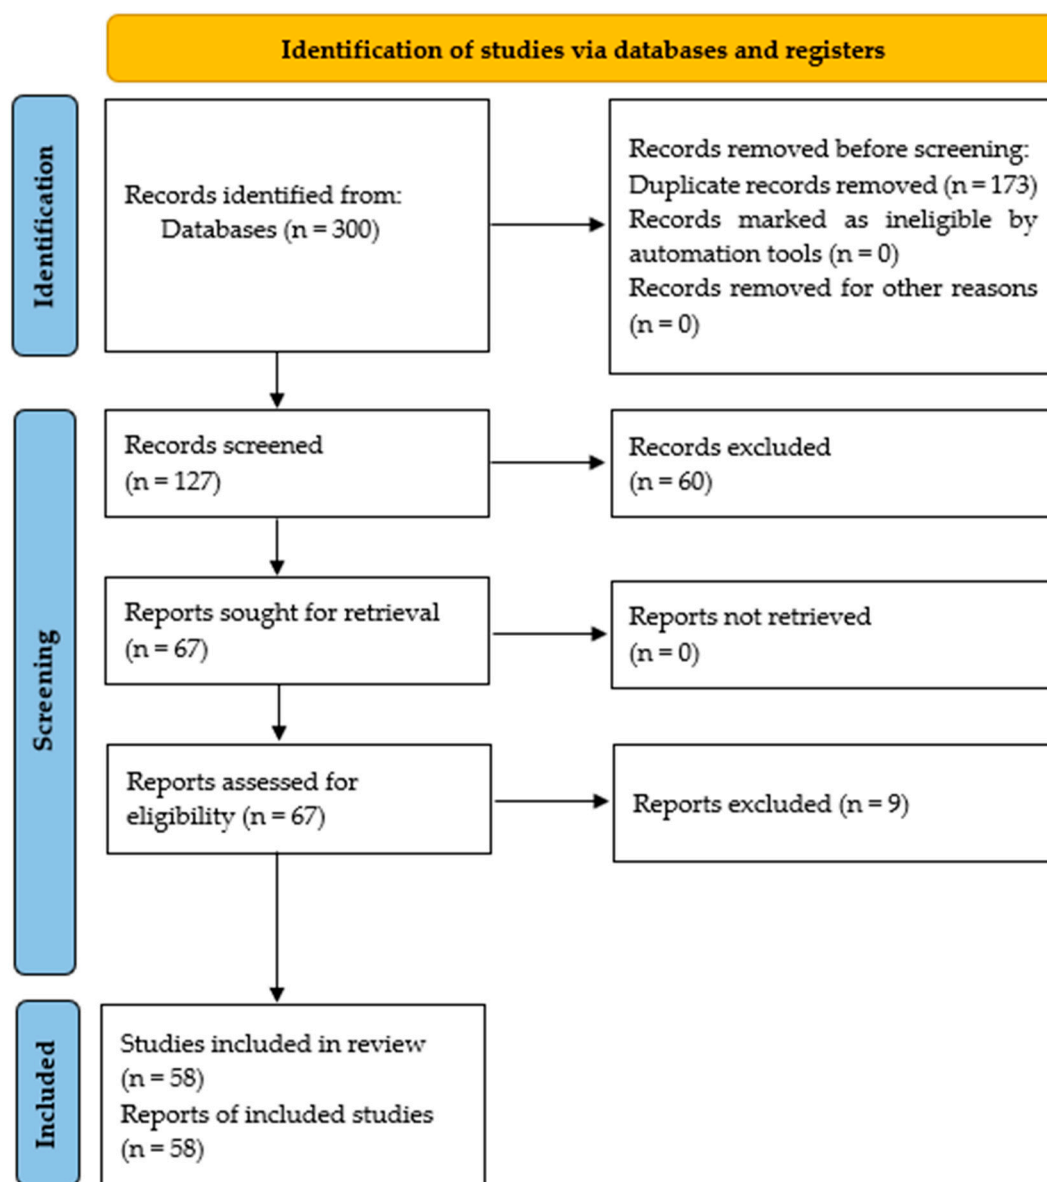 Identification of studies via databases and registers
Identification
Records identified from:
Databases (n = 300)
Records removed before screening:
Duplicate records removed (n = 173)
Records marked as ineligible by
automation tools (n = 0)
Records removed for other reasons
(n = 0)
Screening
Records screened
(n = 127)
Records excluded
(n = 60)
Reports sought for retrieval
(n = 67)
Reports not retrieved
(n = 0)
Reports assessed for
eligibility (n = 67)
Reports excluded (n = 9)
Included
Studies included in review
(n = 58)
Reports of included studies
(n = 58)